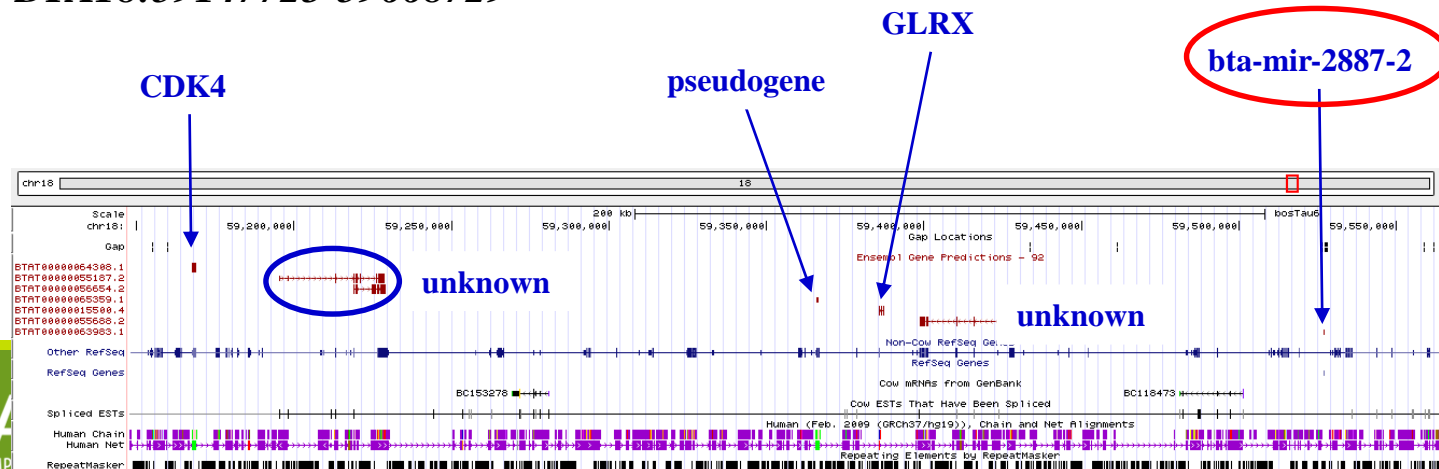 GLRX
bta-mir-2887-2
CDK4
pseudogene
chr18
18
Scale
200 kb
bosTau6
chr18:
59,200,000
59,250,000
59,300,000
59,350,000
59,400,000
59,450,000
59,500,000
59,550,000
Gap
Gap Locations
Ensembl Gene Predictions - 92
BTAT00000064308.1
BTAT00000055187.2
BTAT00000056654.2
BTAT00000065359.1
BTAT00000015500.4
BTAT00000055688.2
BTAT00000063983.1
unknown
unknown
Non-Cow RefSeq
Other RefSeq
RefSeq Genes
RefSeq Genes
Cow mRNAs from GenBank
BC153278
BC118473
Cow ESTs That Have Been Spliced
Spliced ESTs
Human (Feb. 2009 (GRCh37/hg19)), Chain and Net Alignments
Human Chain
Human Net
Repeating Elements by RepeatMasker
RepeatMasker